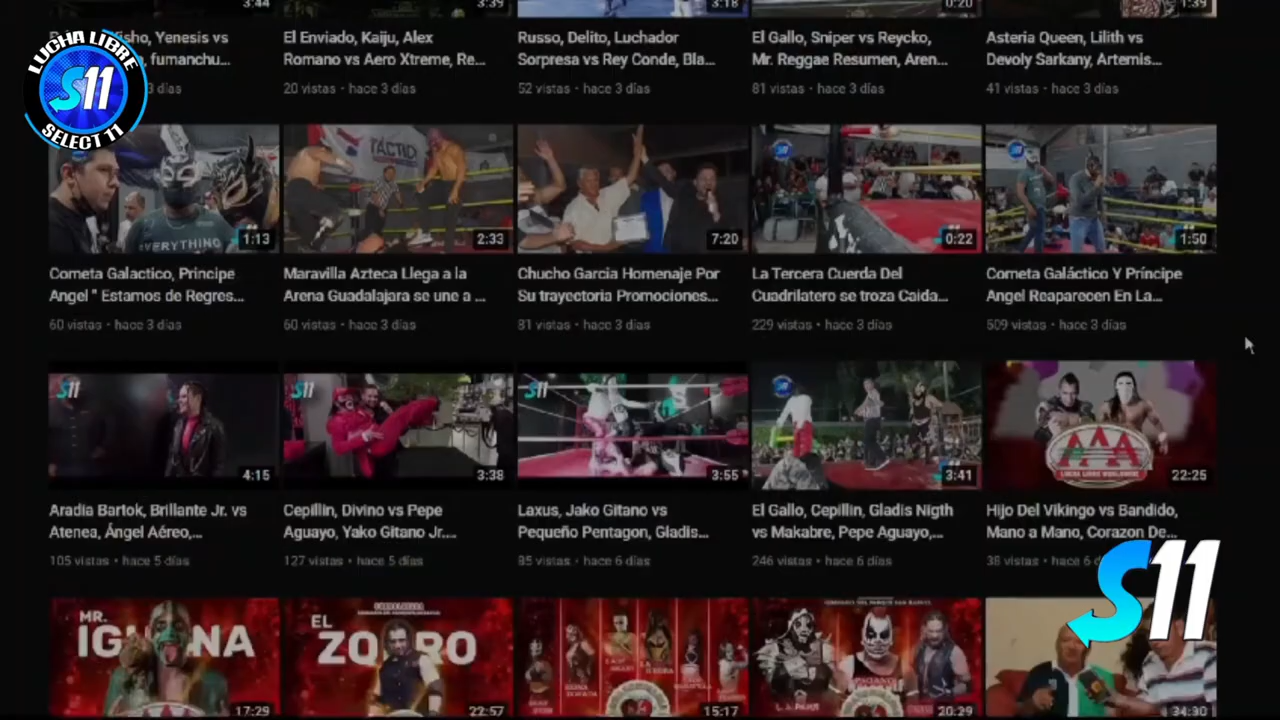 3:44
3:39
3:18
0:20
1:39
LUCHA LIBRE
S11
SELECT 11
Yenesis vs
fumanchu...
3 días
El Enviado, Kaiju, Alex
Romano vs Aero Xtreme, Re...
20 vistas • hace 3 días
Russo, Delito, Luchador
Sorpresa vs Rey Conde, Bla...
52 vistas • hace 3 días
El Gallo, Sniper vs Reycko,
Mr. Reggae Resumen, Aren...
81 vistas • hace 3 días
Asteria Queen, Lilith vs
Devoly Sarkany, Artemis...
41 vistas • hace 3 días
EVERYTHING
1:13
TÁCTIC
2:33
7:20
S11
0:22
S11
1:50
Cometa Galactico, Principe
Angel " Estamos de Regres...
60 vistas • hace 3 días
Maravilla Azteca Llega a la
Arena Guadalajara se une a ...
60 vistas • hace 3 días
Chucho Garcia Homenaje Por
Su trayectoria Promociones...
81 vistas • hace 3 días
La Tercera Cuerda Del
Cuadrilatero se troza Caida...
229 vistas • hace 3 días
Cometa Galáctico Y Príncipe
Angel Reaparecen En La...
509 vistas • hace 3 días
S11
4:15
S11
3:38
S11
3:55
S11
3:41
AAA
LUCHA LIBRE WORLDWIDE
22:25
Aradia Bartok, Brillante Jr. vs
Atenea, Ángel Aéreo,...
105 vistas • hace 5 días
Cepillin, Divino vs Pepe
Aguayo, Yako Gitano Jr....
127 vistas • hace 5 días
Laxus, Jako Gitano vs
Pequeño Pentagon, Gladis...
85 vistas • hace 6 días
El Gallo, Cepillin, Gladis Nigth
vs Makabre, Pepe Aguayo,...
246 vistas • hace 6 días
Hijo Del Vikingo vs Bandido,
Mano a Mano, Corazon De...
38 vistas • hace 6
S11
MR.
IGUANA
17:29
EL
ZORRO
22:57
15:17
L.A. PARK
PAGANO
20:29
34:30